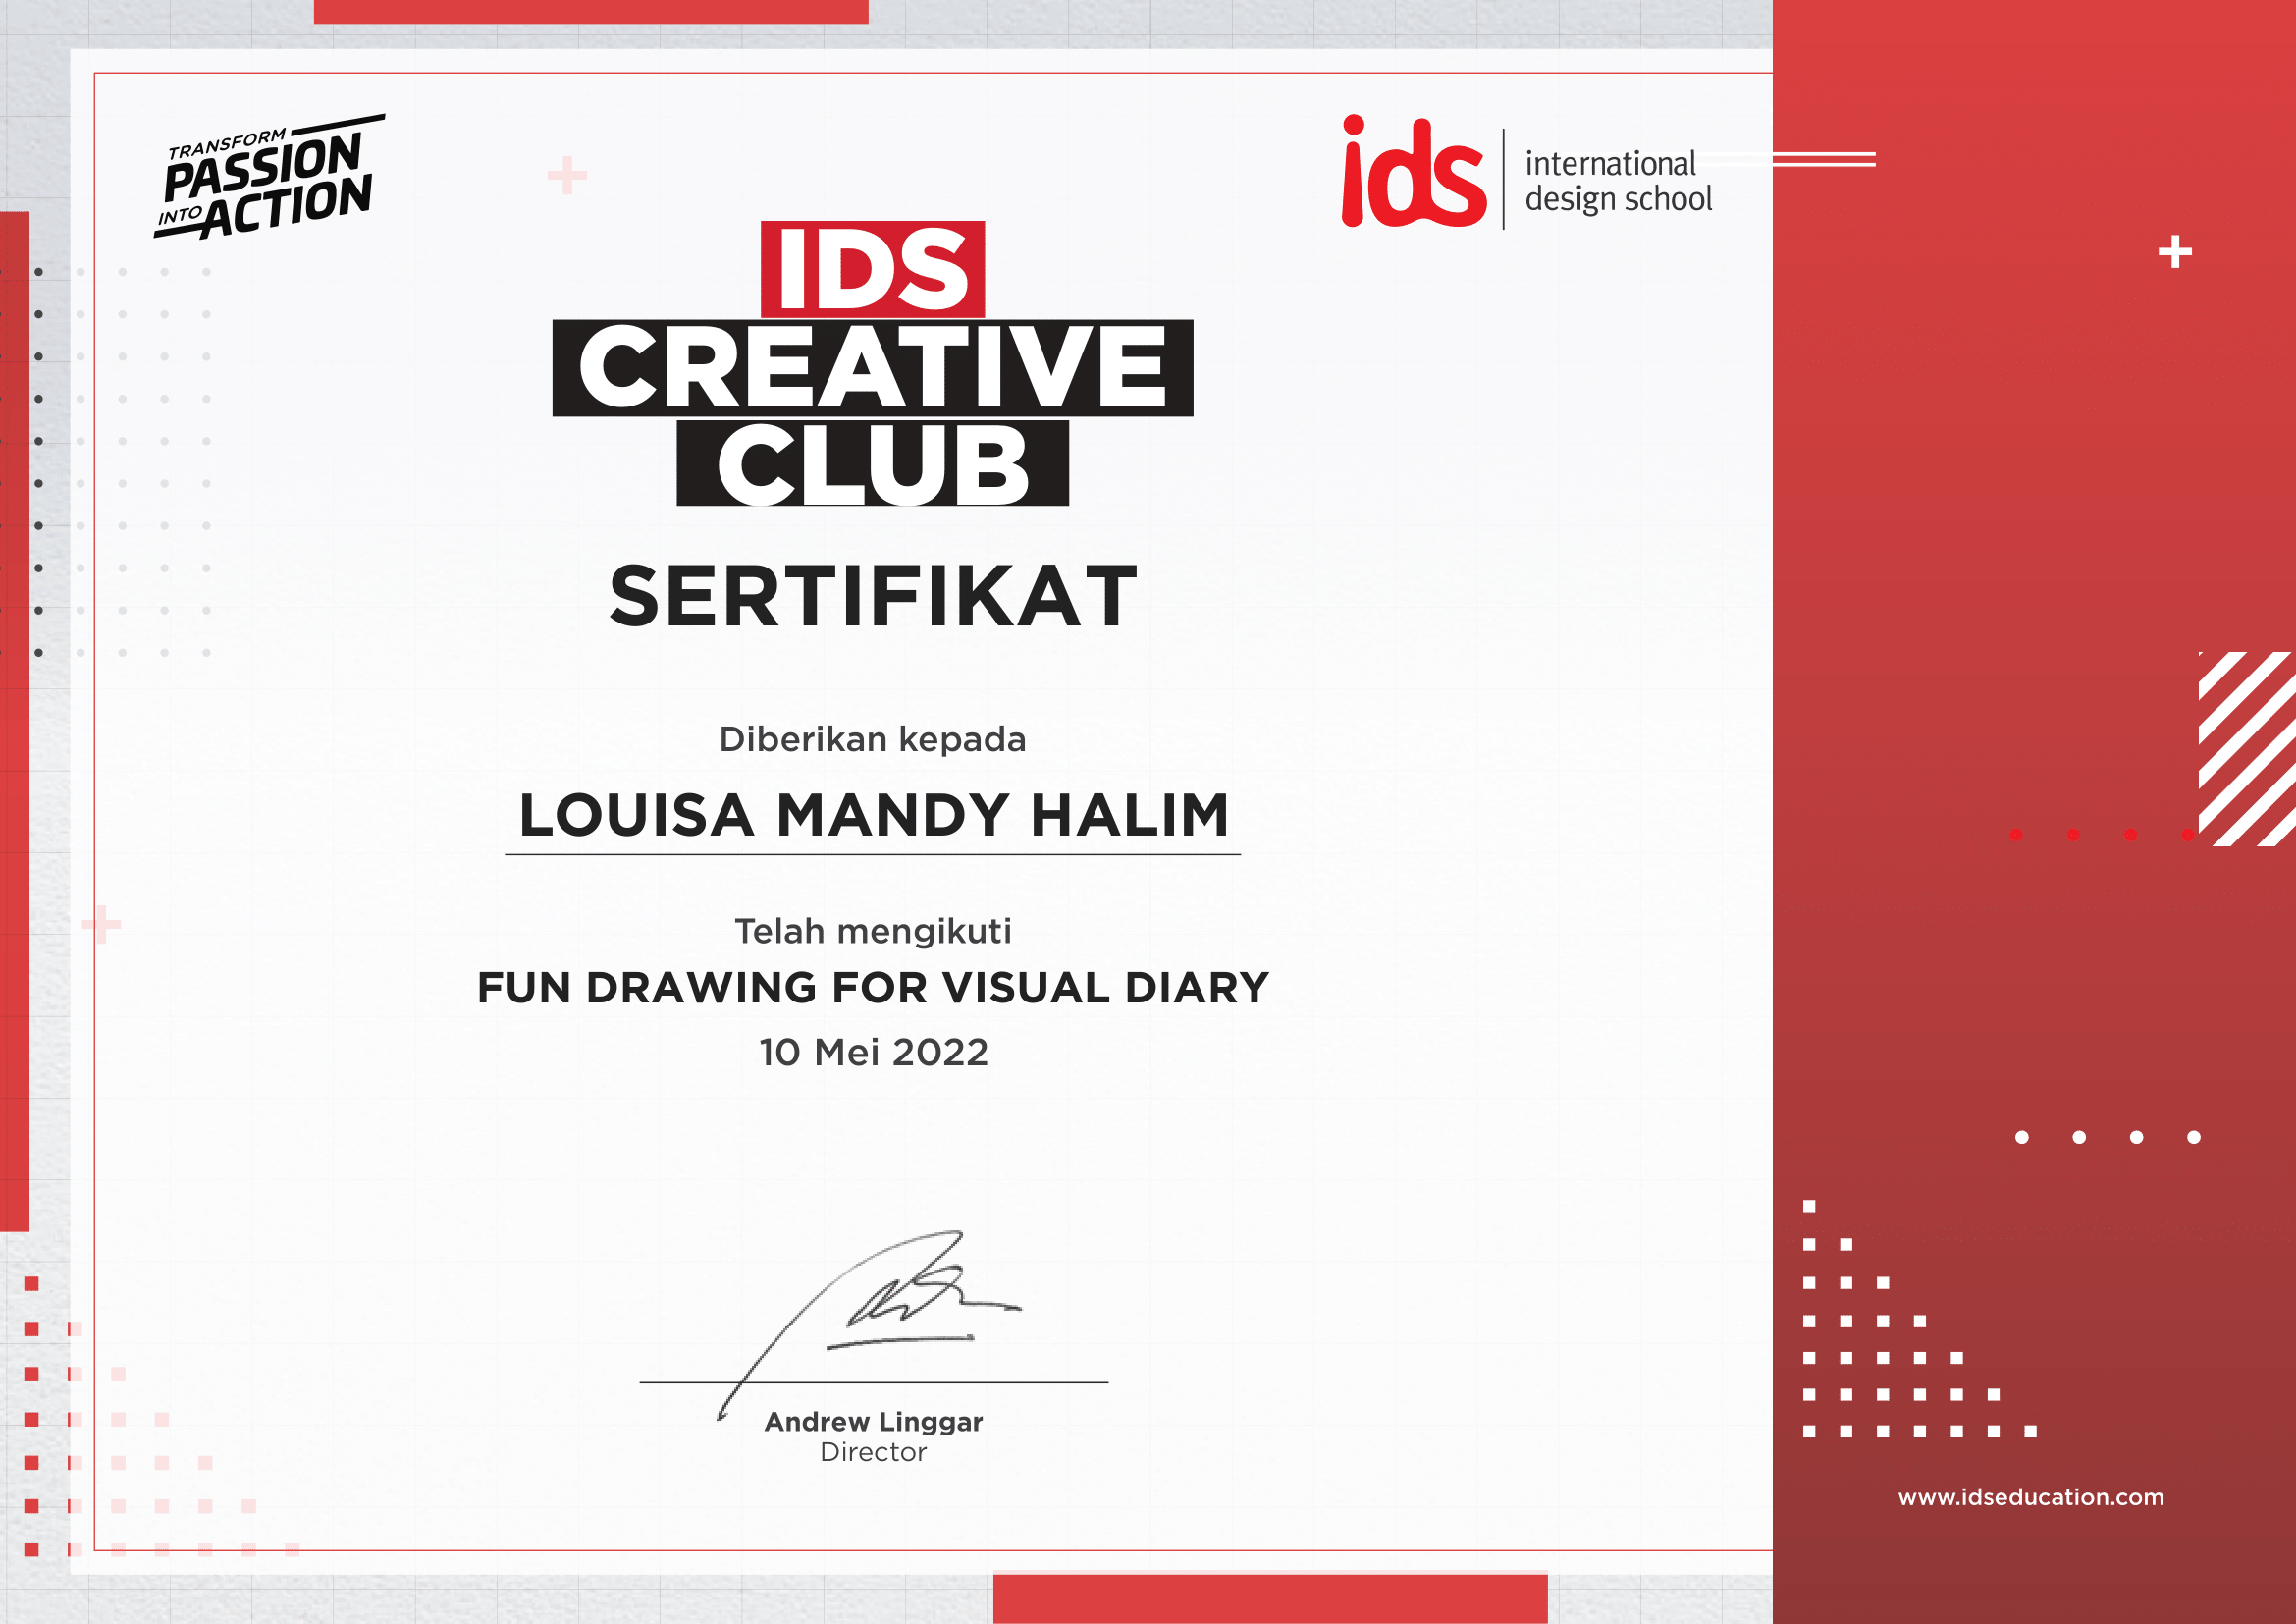 TRANSFORM
PASSION
INTO ACTION
ids
international
design school
IDS
CREATIVE
CLUB
SERTIFIKAT
Diberikan kepada
LOUISA MANDY HALIM
Telah mengikuti
FUN DRAWING FOR VISUAL DIARY
10 Mei 2022
Andrew Linggar
Director
www.idseducation.com